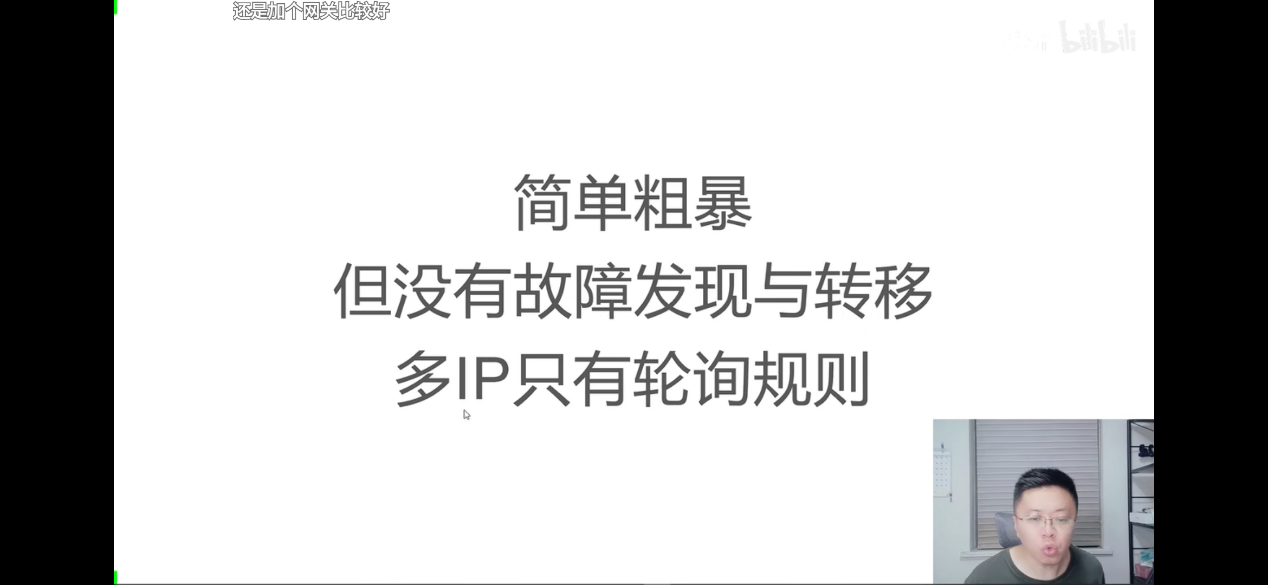 还是加个网关比较好
bilibili
简单粗暴
但没有故障发现与转移
多IP只有轮询规则